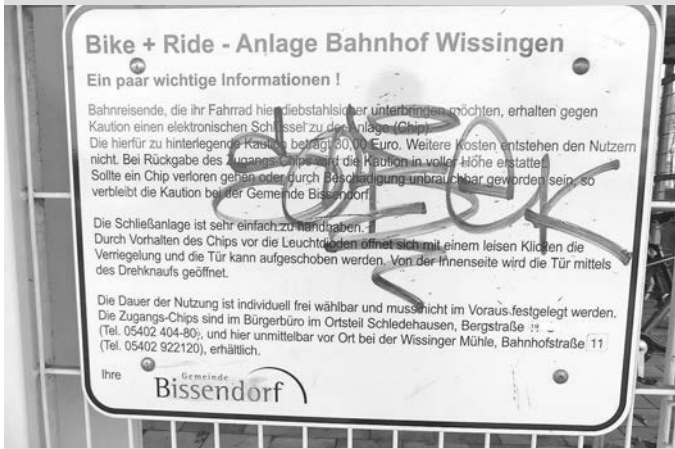 Bike + Ride - Anlage Bahnhof Wissingen
Ein paar wichtige Informationen !
Bahnreisende, die ihr Fahrrad hier diebstahlsicher unterbringen möchten, erhalten gegen
Kaution einen elektronischen Schlüssel zu der Anlage (Chip).
Die hierfür zu hinterlegende Kaution beträgt 30,00 Euro. Weitere Kosten entstehen den Nutzern
nicht. Bei Rückgabe des Zugangs-Chips wird die Kaution in voller Höhe erstattet.
Sollte ein Chip verloren gehen oder durch Beschädigung unbrauchbar geworden sein, so
verbleibt die Kaution bei der Gemeinde Bissendorf.
Die Schließanlage ist sehr einfach zu handhaben.
Durch Vorhalten des Chips vor die Leuchtdioden öffnet sich mit einem leisen Klicken die
Verriegelung und die Tür kann aufgeschoben werden. Von der Innenseite wird die Tür mittels
des Drehknaufs geöffnet.
Die Dauer der Nutzung ist individuell frei wählbar und muss nicht im Voraus festgelegt werden.
Die Zugangs-Chips sind im Bürgerbüro im Ortsteil Schledehausen, Bergstraße
(Tel. 05402 404-80), und hier unmittelbar vor Ort bei der Wissinger Mühle, Bahnhofstraße 11
(Tel. 05402 922120), erhältlich.
Ihre
Gemeinde
Bissendorf